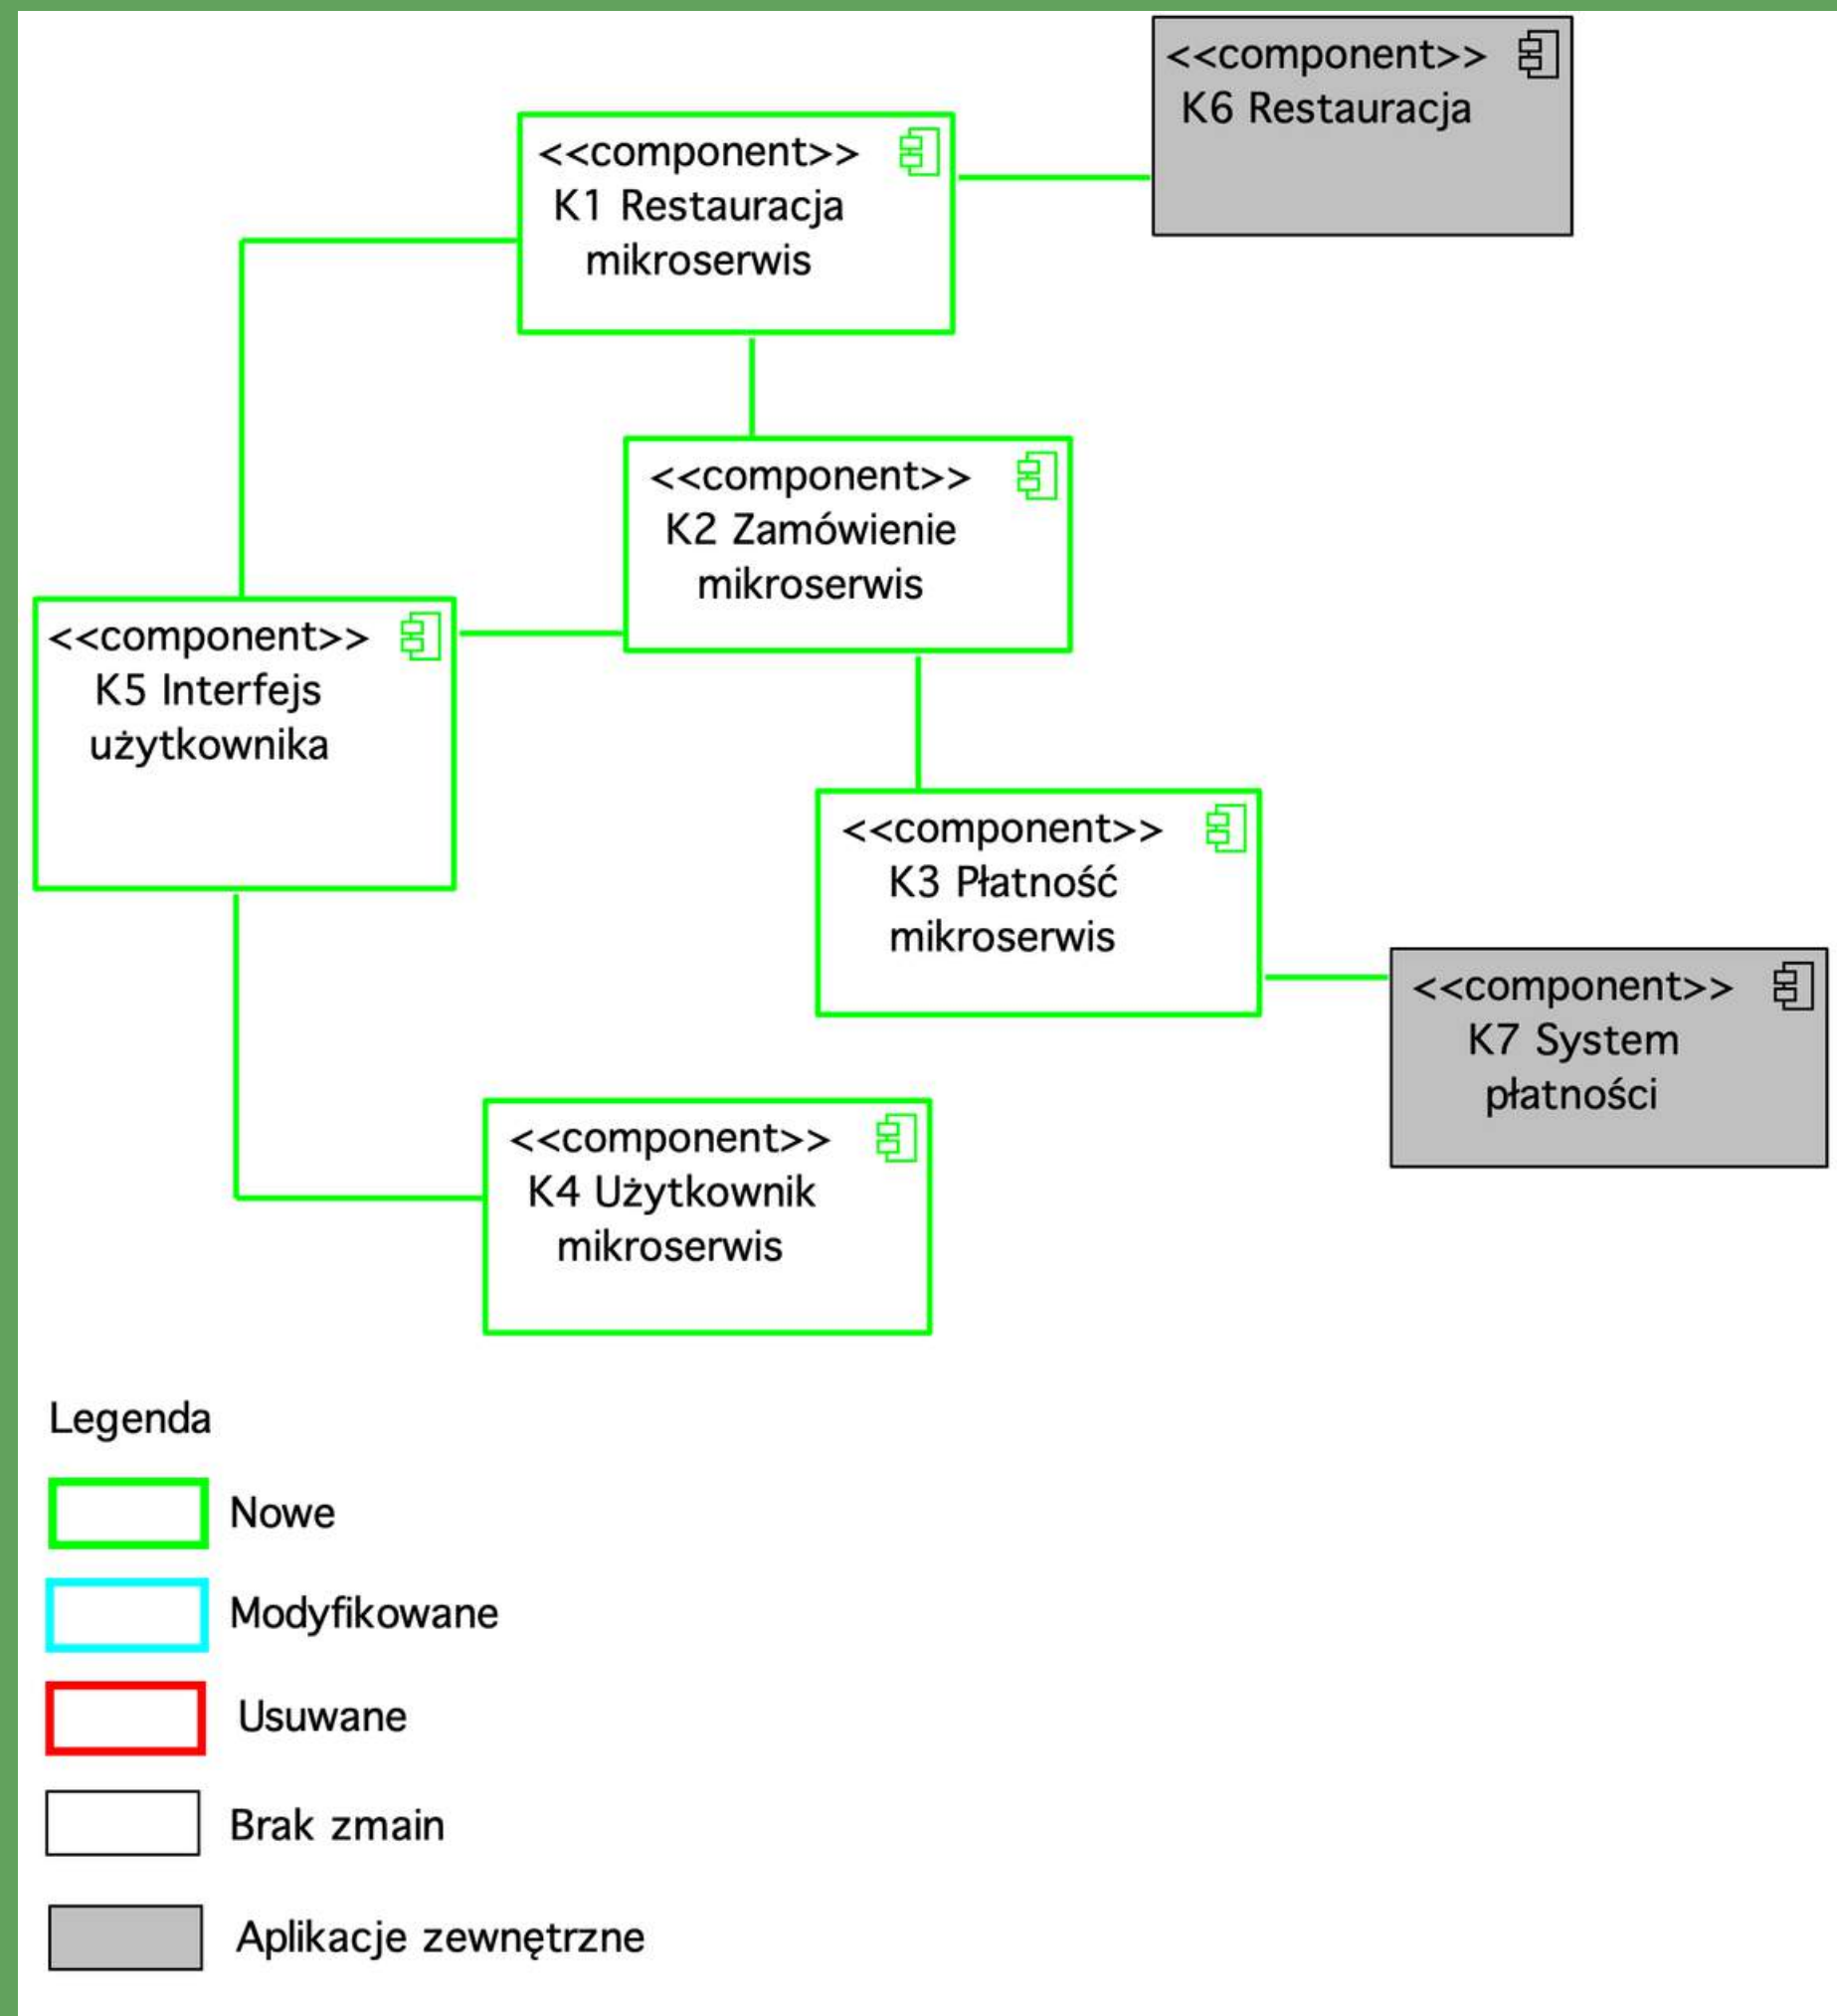 <<component>>
K6 Restauracja
<<component>>
K1 Restauracja
mikroserwis
<<component>>
K2 Zamówienie
mikroserwis
<<component>>
K5 Interfejs
użytkownika
<<component>>
K3 Płatność
mikroserwis
<<component>>
K7 System
płatności
<<component>>
K4 Użytkownik
mikroserwis
Legenda
Nowe
Modyfikowane
Usuwane
Brak zmain
Aplikacje zewnętrzne